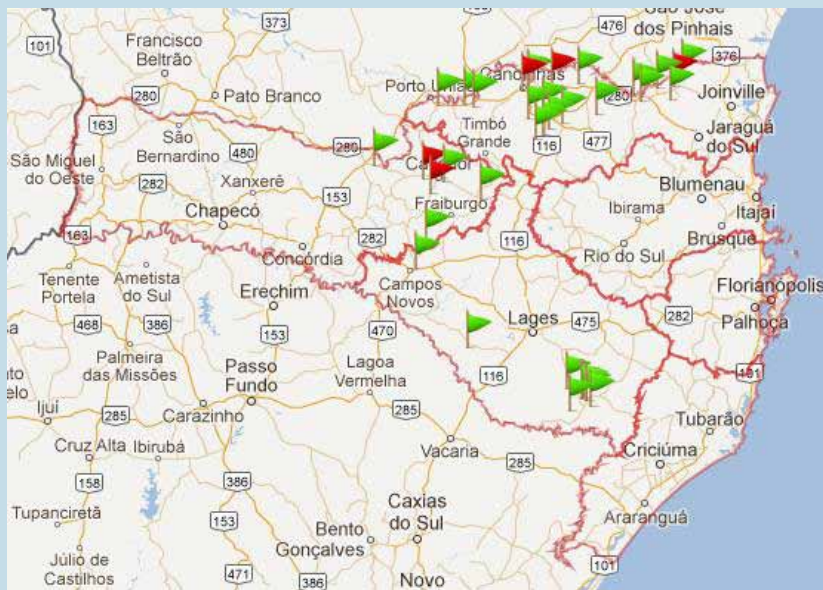 São José
dos Pinhais
476
373
101
280
376
Francisco
Beltrão
Porto União
Canoinhas
280
Pato Branco
280
Joinville
163
São
Bernardino
280
Timbó
Grande
116
477
Jaraguá
do Sul
São Miguel
do Oeste
480
282
Xanxerê
153
Fraiburgo
Blumenau
Itajaí
Ibirama
Chapecó
163
282
116
Brusque
Rio do Sul
Concórdia
Tenente
Portela
Ametista
do Sul
Campos
Novos
Erechim
Florianópolis
282
Palhoça
468
386
153
470
Lages
475
Palmeira
das Missões
Passo
Fundo
Lagoa
Vermelha
116
101
Ijuí
285
Carazinho
285
Tubarão
Cruz Alta
Ibirubá
Vacaria
285
Criciúma
158
386
Caxias
do Sul
Tupanciretã
153
Araranguá
Bento
Gonçalves
Júlio de
Castilhos
471
386
Novo
101